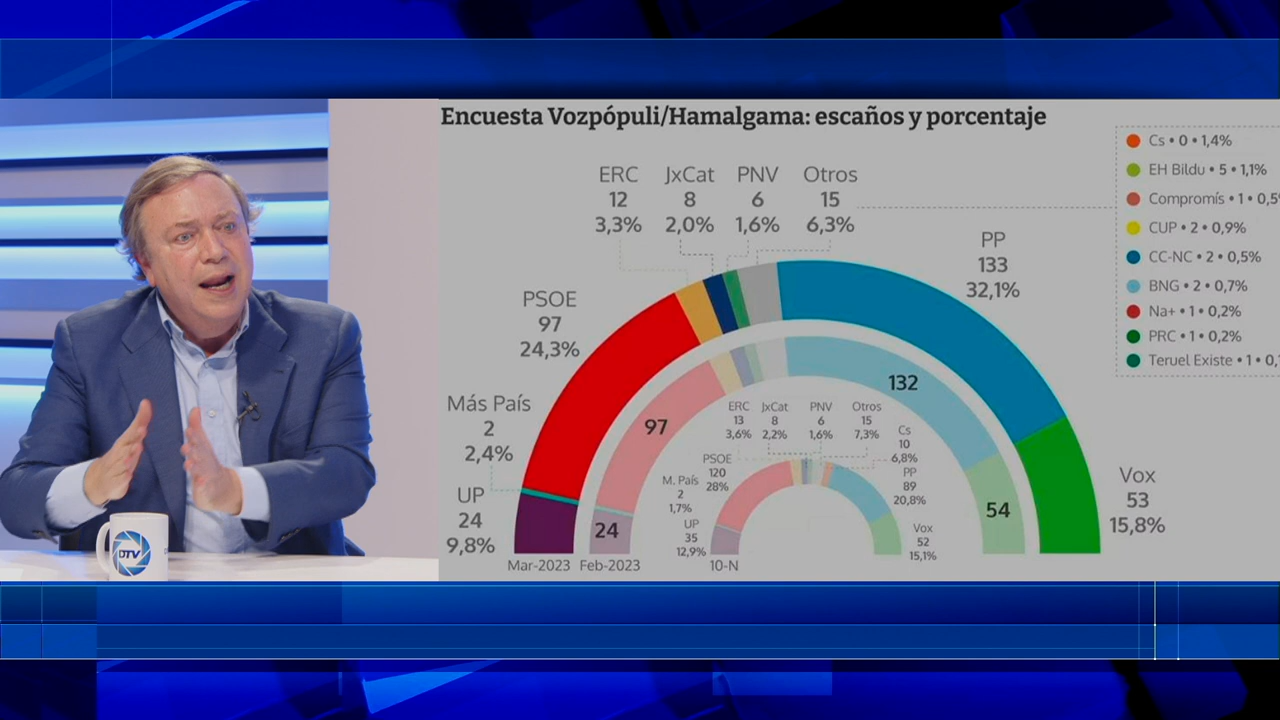 Encuesta Vozpópuli/Hamalgama: escaños y porcentaje
ERC
12
3,3%
JxCat
8
2,0%
PNV
6
1,6%
Otros
15
6,3%
PP
133
32,1%
PSOE
97
24,3%
Más País
2
2,4%
UP
24
9,8%
Vox
53
15,8%
Cs • 0 • 1,4%
EH Bildu • 5 • 1,1%
Compromís • 1 • 0,5%
CUP • 2 • 0,9%
CC-NC • 2 • 0,5%
BNG • 2 • 0,7%
Na+ • 1 • 0,2%
PRC • 1 • 0,2%
Teruel Existe • 1 • 0,
97
132
24
54
ERC
13
3,6%
JxCat
8
2,2%
PNV
6
1,6%
Otros
15
7,3%
Cs
10
6,8%
PSOE
120
28%
PP
89
20,8%
M. País
2
1,7%
UP
35
12,9%
Vox
52
15,1%
Mar-2023
Feb-2023
10-N
DTV